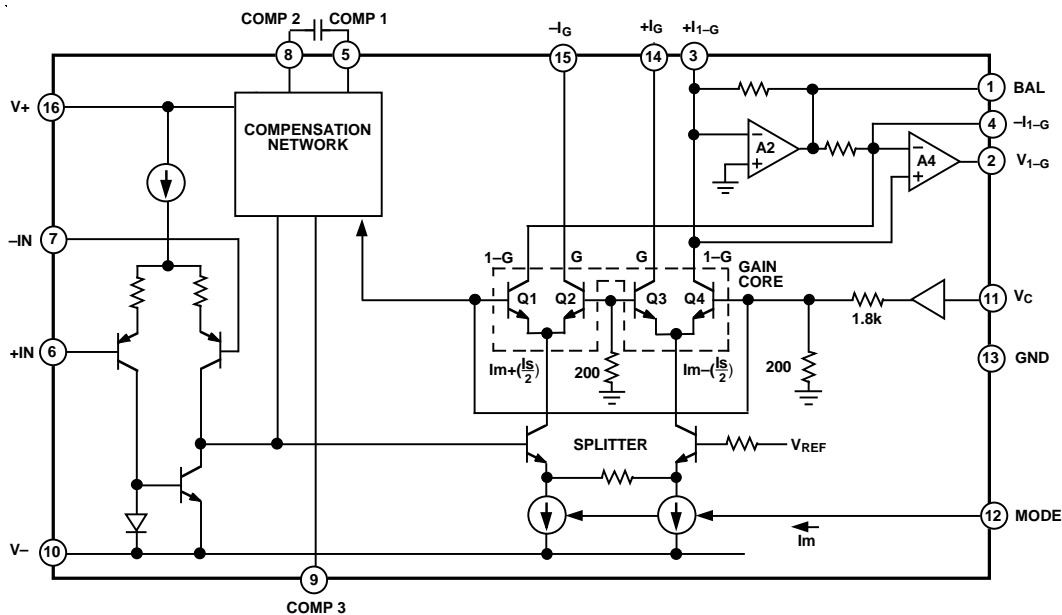 COMP 2
COMP 1
–IG
+IG
+I1–G
8
5
15
14
3
V+
16
COMPENSATION
NETWORK
1
BAL
4
–I1–G
2
V1–G
–
A2
+
–
A4
+
–IN
7
1–G
G
G
1–G
GAIN
CORE
Q1
Q2
Q3
Q4
11
VC
1.8k
+IN
6
13
GND
Im+(IS/2)
200
Im–(IS/2)
200
SPLITTER
VREF
12
MODE
Im
V–
10
9
COMP 3